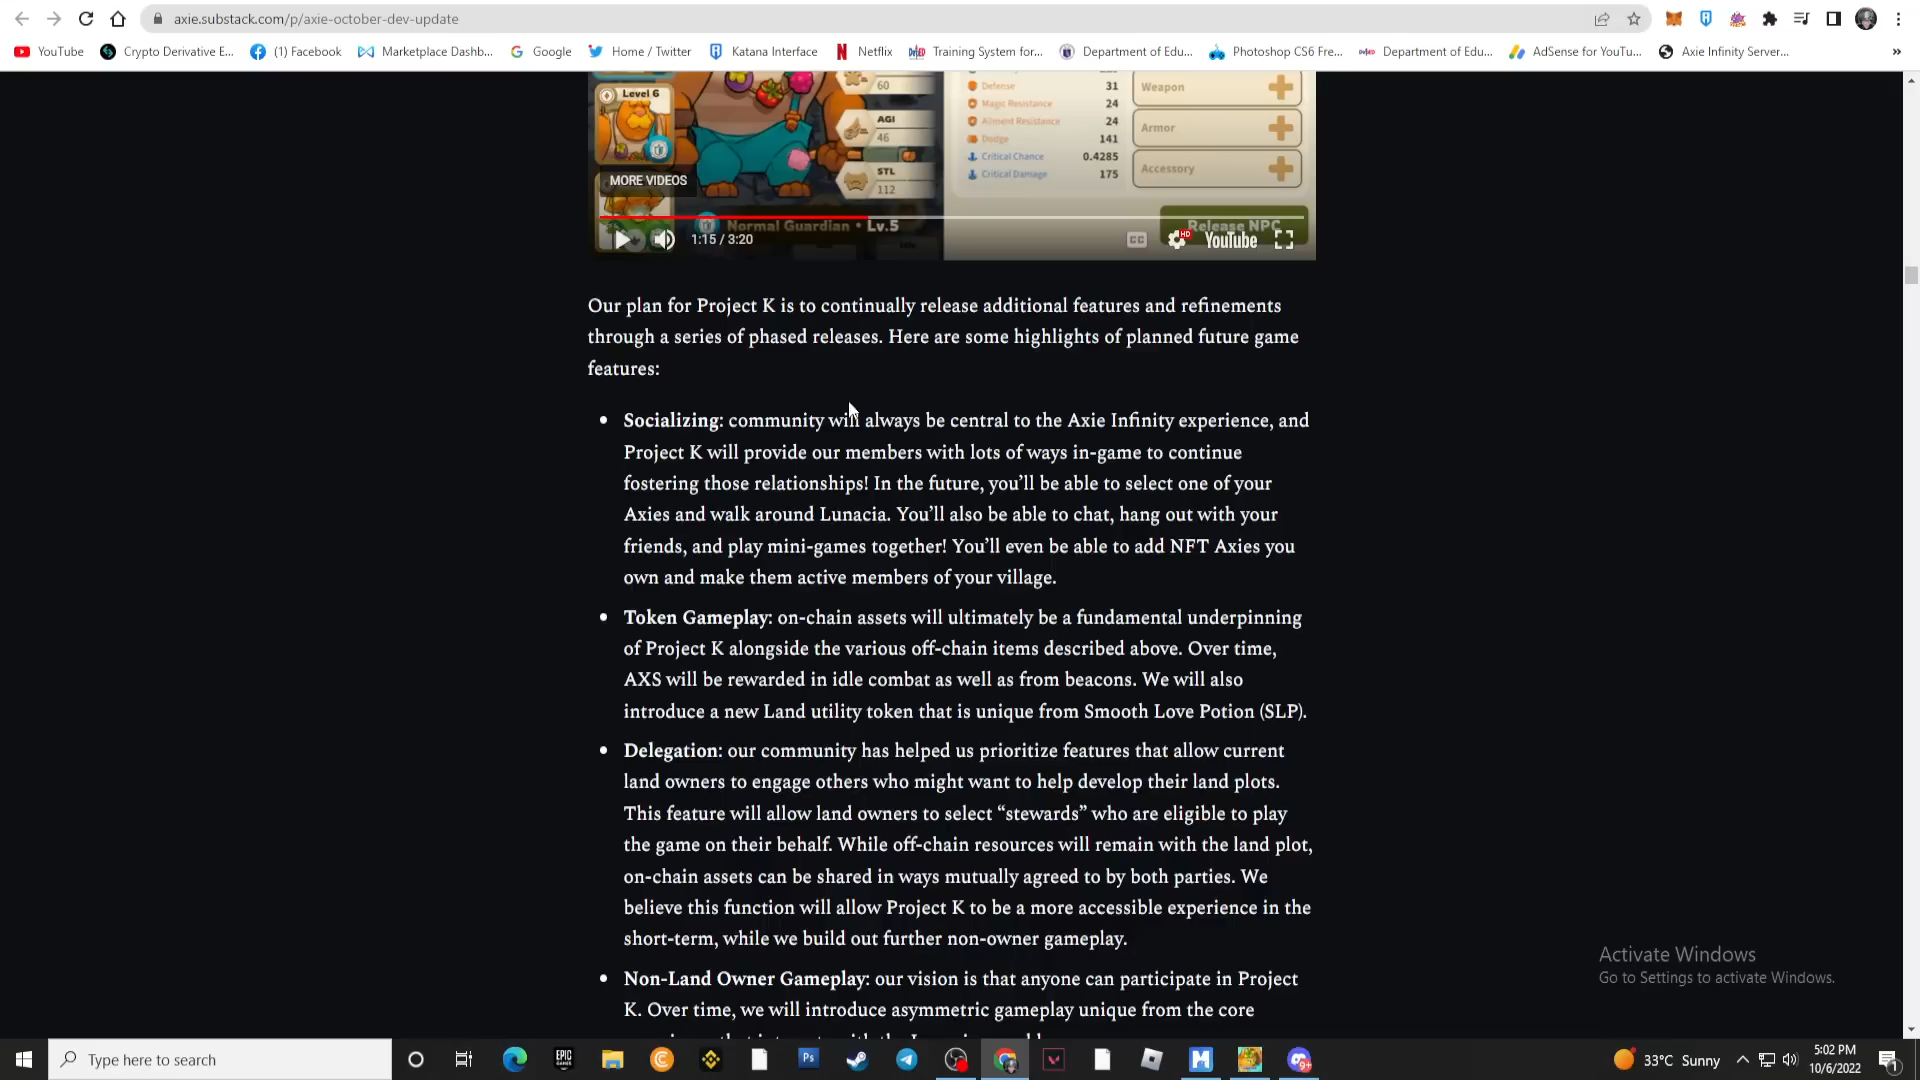 axie.substack.com/p/axie-october-dev-update
YouTube
Crypto Derivative E...
(1) Facebook
Marketplace Dashb...
Google
Home / Twitter
Katana Interface
Netflix
Training System for...
Department of Edu...
Photoshop CS6 Fre...
Department of Edu...
AdSense for YouTu...
Axie Infinity Server...
»
60
Defense 31
Weapon
Level 6
Magic Resistance 24
AGI
46
Ailment Resistance 24
Armor
Dodge 141
Critical Chance 0.4285
Accessory
STL
112
Critical Damage 175
MORE VIDEOS
Normal Guardian • Lv.5
Release NPC
1:15 / 3:20
CC
HD
YouTube
Our plan for Project K is to continually release additional features and refinements
through a series of phased releases. Here are some highlights of planned future game
features:
• Socializing: community will always be central to the Axie Infinity experience, and
Project K will provide our members with lots of ways in-game to continue
fostering those relationships! In the future, you’ll be able to select one of your
Axies and walk around Lunacia. You’ll also be able to chat, hang out with your
friends, and play mini-games together! You’ll even be able to add NFT Axies you
own and make them active members of your village.
• Token Gameplay: on-chain assets will ultimately be a fundamental underpinning
of Project K alongside the various off-chain items described above. Over time,
AXS will be rewarded in idle combat as well as from beacons. We will also
introduce a new Land utility token that is unique from Smooth Love Potion (SLP).
• Delegation: our community has helped us prioritize features that allow current
land owners to engage others who might want to help develop their land plots.
This feature will allow land owners to select “stewards” who are eligible to play
the game on their behalf. While off-chain resources will remain with the land plot,
on-chain assets can be shared in ways mutually agreed to by both parties. We
believe this function will allow Project K to be a more accessible experience in the
short-term, while we build out further non-owner gameplay.
• Non-Land Owner Gameplay: our vision is that anyone can participate in Project
K. Over time, we will introduce asymmetric gameplay unique from the core
Activate Windows
Go to Settings to activate Windows.
Type here to search
EPIC GAMES
Ps
33°C Sunny
5:02 PM
10/6/2022
1